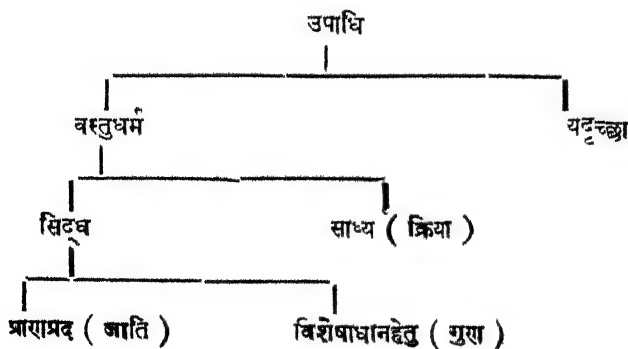 उपाधि
वस्तुधर्म यदृच्छा
सिद्ध साध्य ( क्रिया )
प्राणप्रद ( जाति ) विशेषाधानहेतु ( गुण )